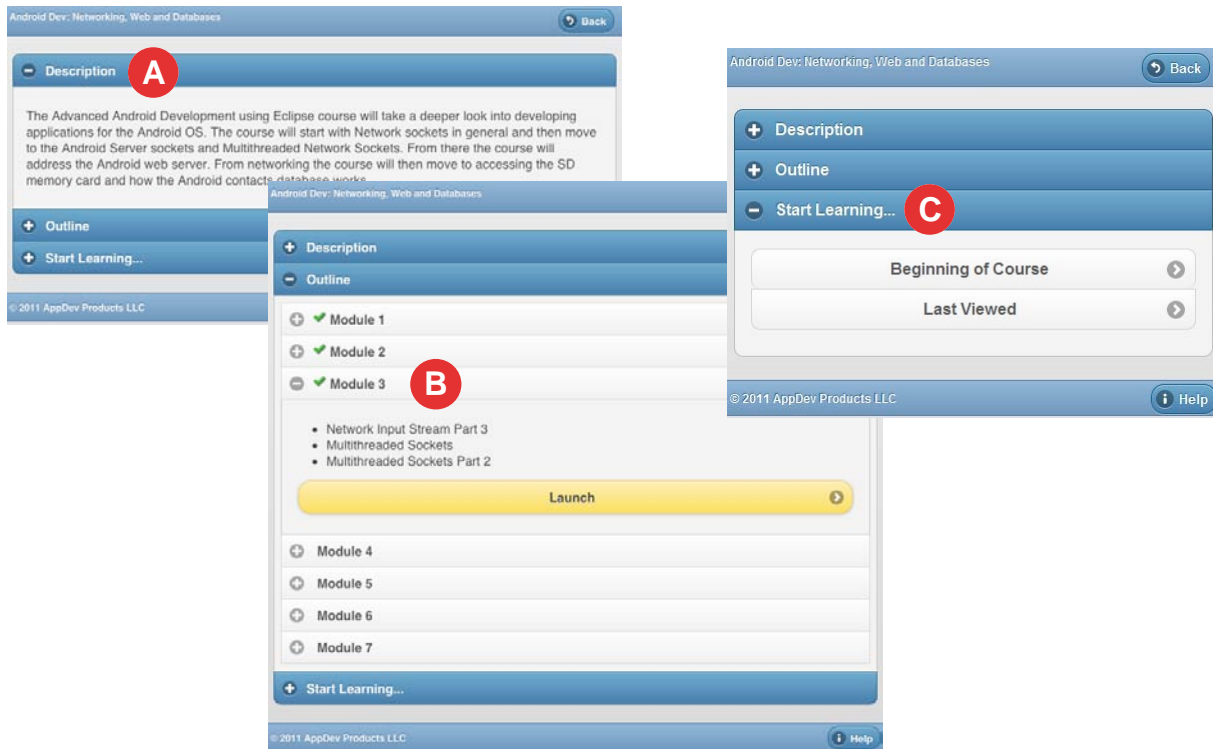 Android Dev: Networking, Web and Databases
Back
Description
A
The Advanced Android Development using Eclipse course will take a deeper look into developing
applications for the Android OS. The course will start with Network sockets in general and then move
to the Android Server sockets and Multithreaded Network Sockets. From there the course will
address the Android web server. From networking the course will then move to accessing the SD
memory card and how the Android contacts database works
Outline
Start Learning...
© 2011 AppDev Products LLC
Android Dev: Networking, Web and Databases
Description
Outline
Module 1
Module 2
Module 3
B
Network Input Stream Part 3
Multithreaded Sockets
Multithreaded Sockets Part 2
Launch
Module 4
Module 5
Module 6
Module 7
Start Learning...
© 2011 AppDev Products LLC
Help
Android Dev: Networking, Web and Databases
Back
Description
Outline
Start Learning...
C
Beginning of Course
Last Viewed
© 2011 AppDev Products LLC
Help